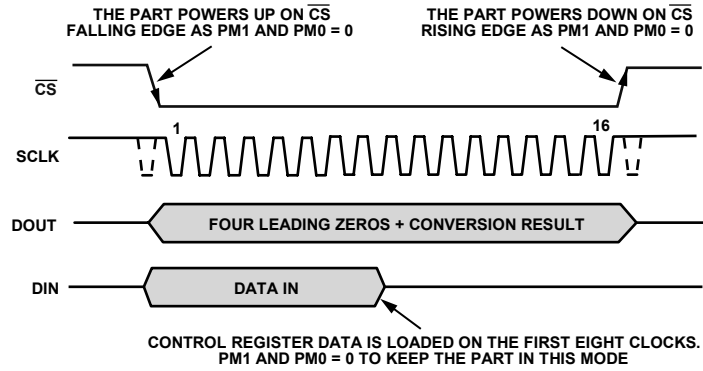 THE PART POWERS UP ON CS
FALLING EDGE AS PM1 AND PM0 = 0
THE PART POWERS DOWN ON CS
RISING EDGE AS PM1 AND PM0 = 0
CS
1
16
SCLK
DOUT
FOUR LEADING ZEROS + CONVERSION RESULT
DIN
DATA IN
CONTROL REGISTER DATA IS LOADED ON THE FIRST EIGHT CLOCKS.
PM1 AND PM0 = 0 TO KEEP THE PART IN THIS MODE